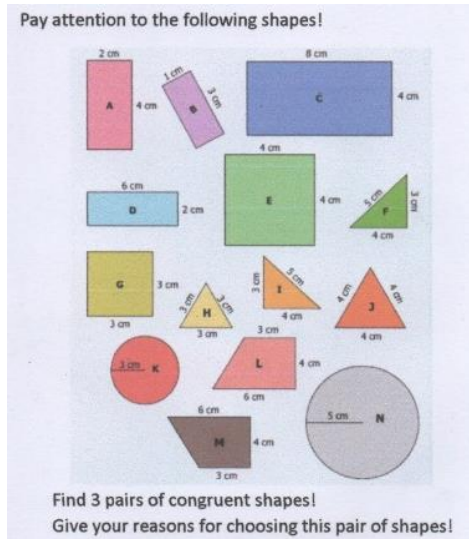 Pay attention to the following shapes!
2 cm
8 cm
1 cm
A
4 cm
B
3 cm
C
4 cm
4 cm
6 cm
D
2 cm
E
4 cm
5 cm
F
3 cm
4 cm
G
3 cm
3 cm
3 cm
3 cm
H
3 cm
3 cm
5 cm
I
4 cm
4 cm
4 cm
J
4 cm
3 cm
K
3 cm
L
4 cm
6 cm
5 cm
N
6 cm
M
4 cm
3 cm
Find 3 pairs of congruent shapes!
Give your reasons for choosing this pair of shapes!